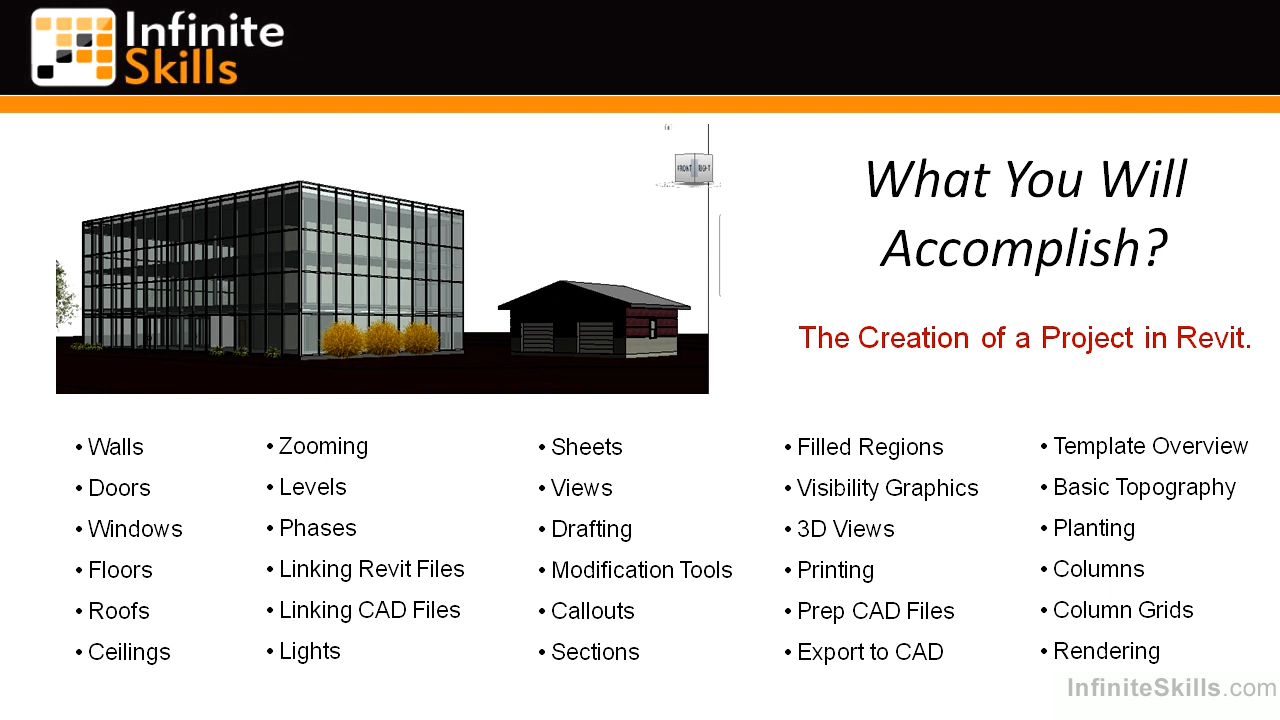 Infinite
Skills
FRONT RIGHT
What You Will
Accomplish?
The Creation of a Project in Revit.
• Walls
• Doors
• Windows
• Floors
• Roofs
• Ceilings
• Zooming
• Levels
• Phases
• Linking Revit Files
• Linking CAD Files
• Lights
• Sheets
• Views
• Drafting
• Modification Tools
• Callouts
• Sections
• Filled Regions
• Visibility Graphics
• 3D Views
• Printing
• Prep CAD Files
• Export to CAD
• Template Overview
• Basic Topography
• Planting
• Columns
• Column Grids
• Rendering
InfiniteSkills.com